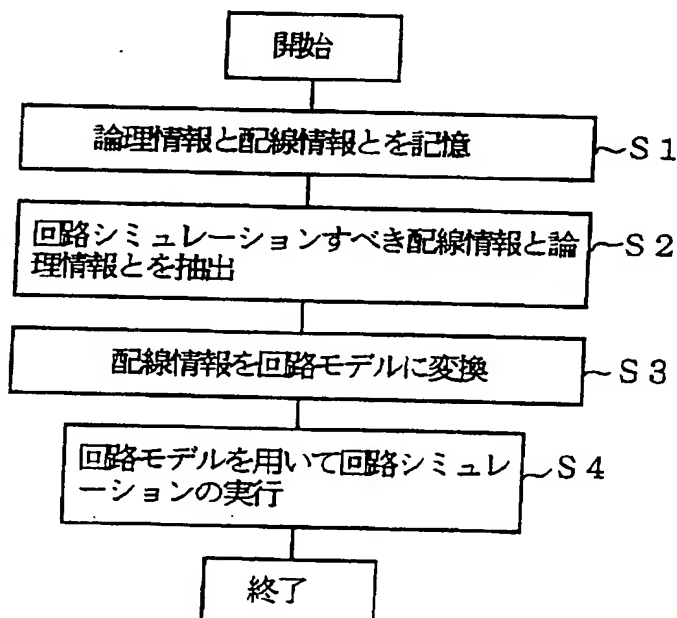 開始
論理情報と配線情報とを記憶
~S1
回路シミュレーションすべき配線情報と論
理情報とを抽出
~S2
配線情報を回路モデルに変換
~S3
回路モデルを用いて回路シミュレ
ーションの実行
~S4
終了